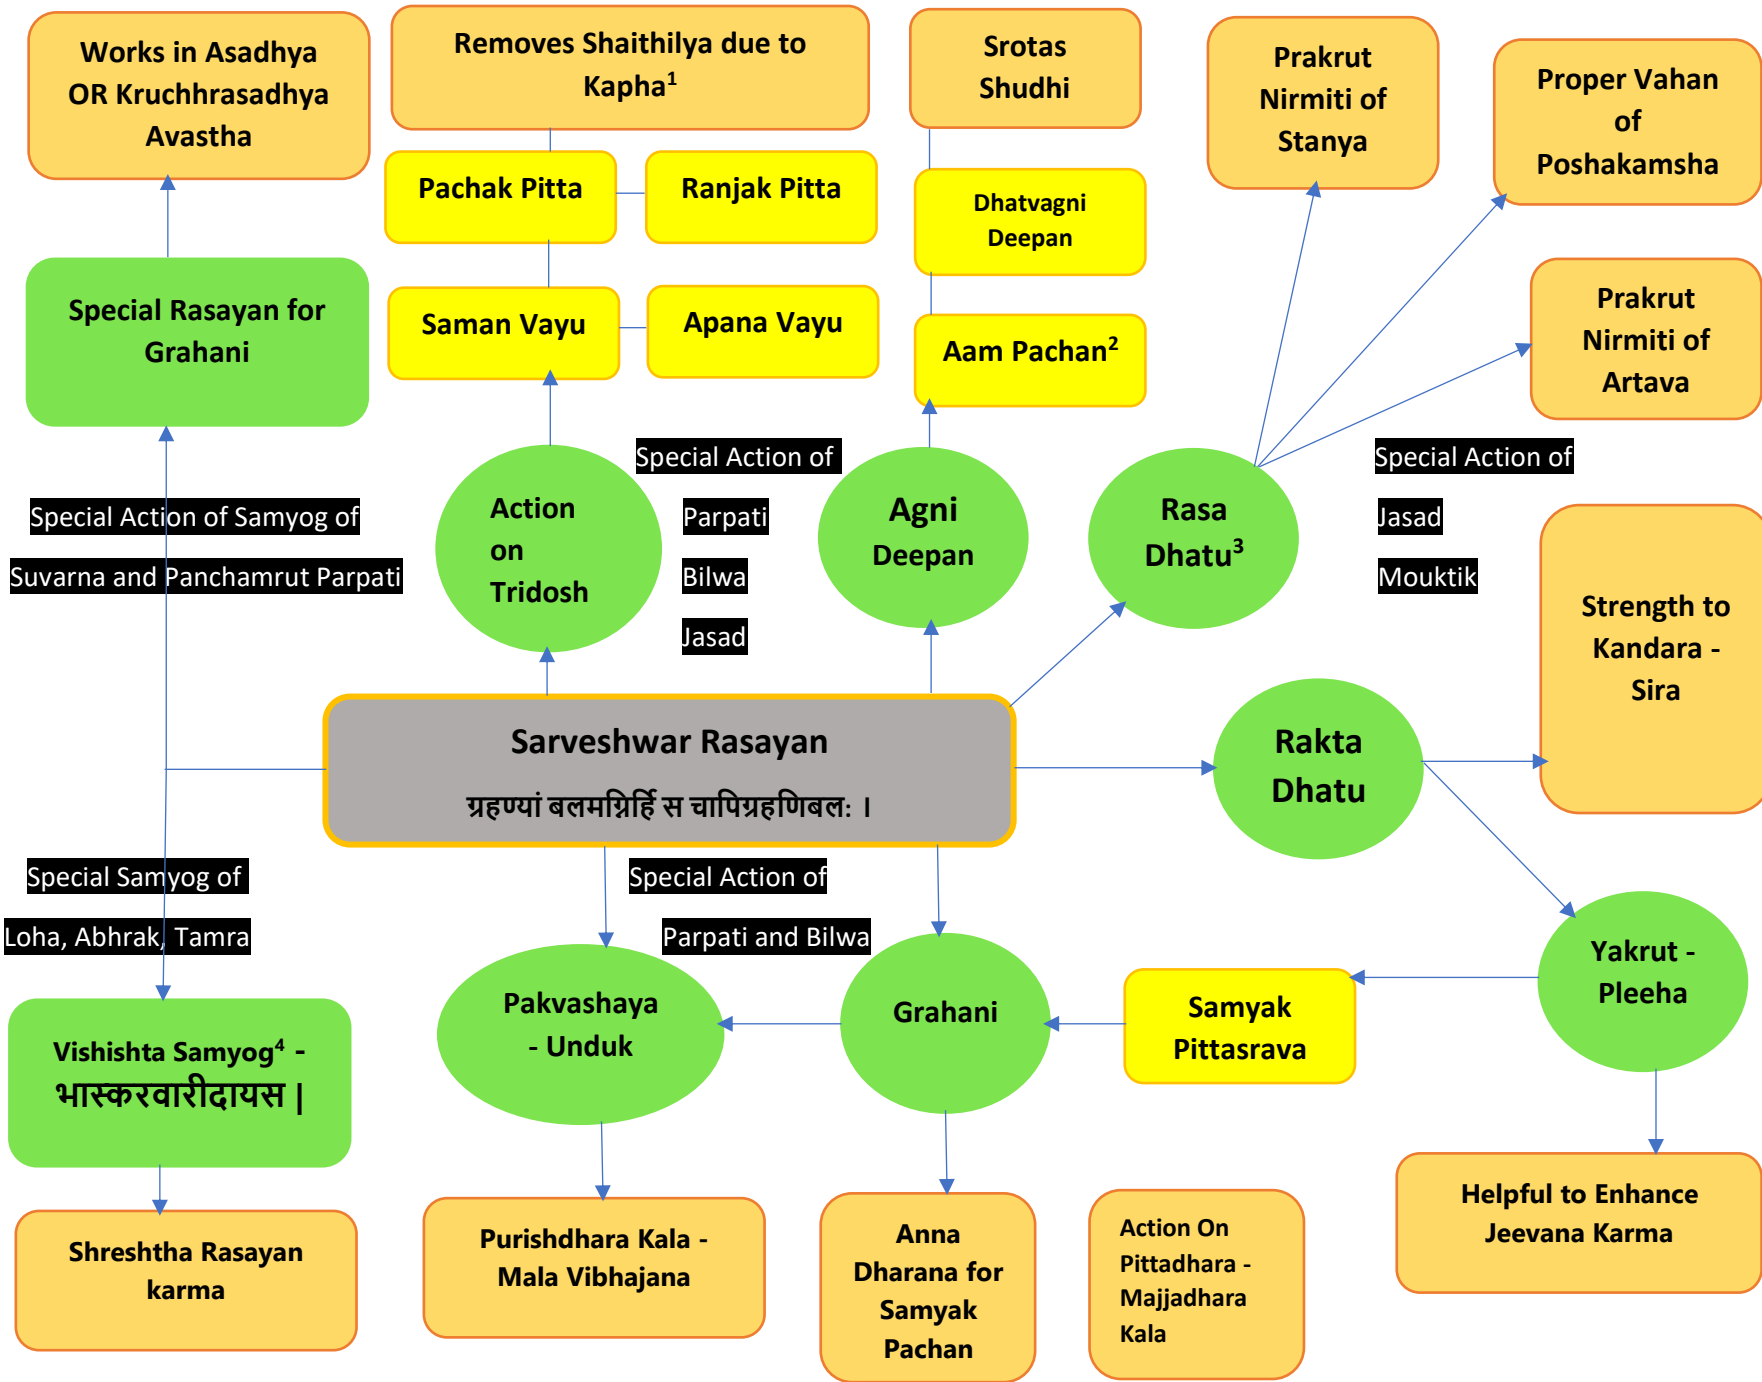 Works in Asadhya
OR Kruchhrasadhya
Avastha
Removes Shaithilya due to
Kapha1
Srotas
Shudhi
Prakrut
Nirmiti of
Stanya
Proper Vahan
of
Poshakamsha
Pachak Pitta
Ranjak Pitta
Dhatvagni
Deepan
Special Rasayan for
Grahani
Saman Vayu
Apana Vayu
Aam Pachan2
Prakrut
Nirmiti of
Artava
Special Action of Samyog of
Suvarna and Panchamrut Parpati
Action
on
Tridosh
Special Action of
Parpati
Bilwa
Jasad
Agni
Deepan
Rasa
Dhatu3
Special Action of
Jasad
Mouktik
Strength to
Kandara -
Sira
Sarveshwar Rasayan
ग्रहण्यां बलमग्निर्हि स चापिग्रहणिबलः ।
Rakta
Dhatu
Special Samyog of
Loha, Abhrak, Tamra
Special Action of
Parpati and Bilwa
Pakvashaya
- Unduk
Grahani
Samyak
Pittasrava
Yakrut -
Pleeha
Vishishta Samyog4 -
भास्करवारीदायस |
Shreshtha Rasayan
karma
Purishdhara Kala -
Mala Vibhajana
Anna
Dharana for
Samyak
Pachan
Action On
Pittadhara -
Majjadhara
Kala
Helpful to Enhance
Jeevana Karma